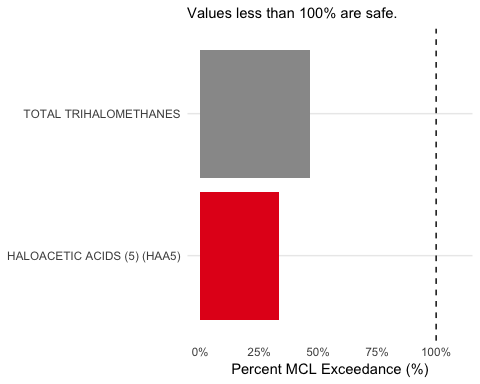 Values less than 100% are safe.
TOTAL TRIHALOMETHANES
HALOACETIC ACIDS (5) (HAA5)
0% 25% 50% 75% 100%
Percent MCL Exceedance (%)